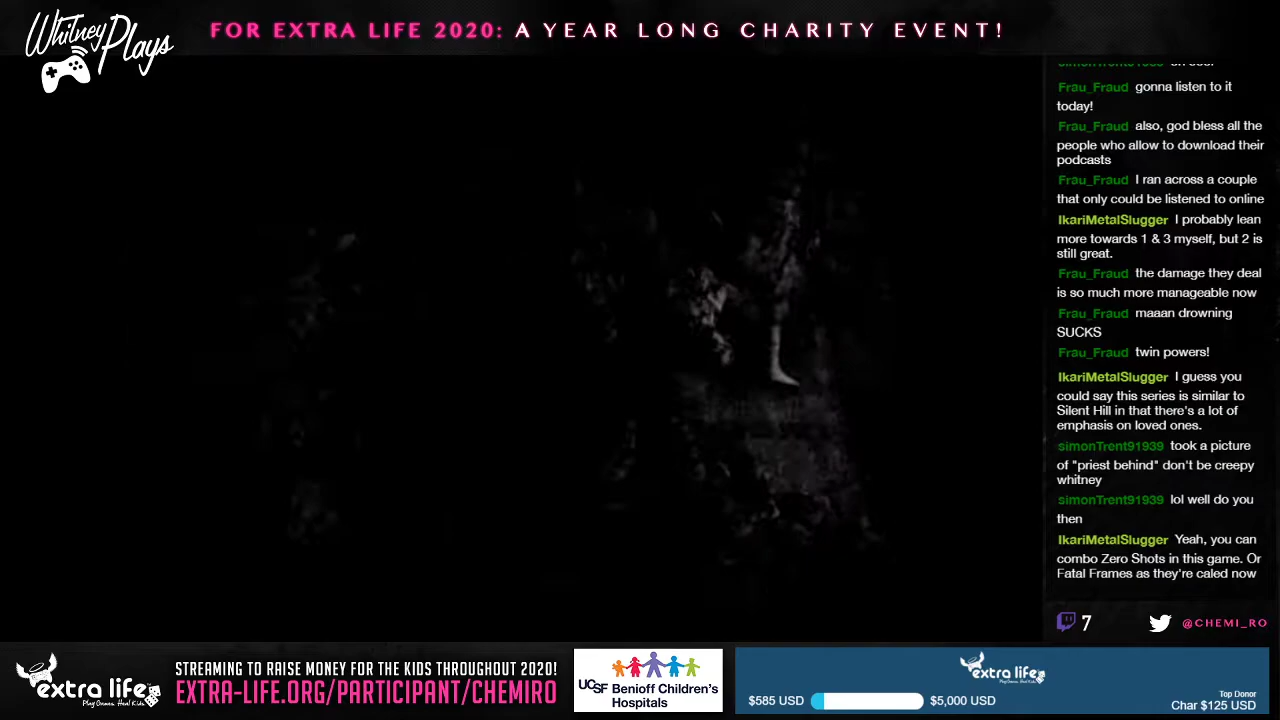 Whitney Plays
FOR EXTRA LIFE 2020: A YEAR LONG CHARITY EVENT!
Frau_Fraud gonna listen to it
today!
Frau_Fraud also, god bless all the
people who allow to download their
podcasts
Frau_Fraud I ran across a couple
that only could be listened to online
IkariMetalSlugger I probably lean
more towards 1 & 3 myself, but 2 is
still great.
Frau_Fraud the damage they deal
is so much more manageable now
Frau_Fraud maaan drowning
SUCKS
Frau_Fraud twin powers!
IkariMetalSlugger I guess you
could say this series is similar to
Silent Hill in that there's a lot of
emphasis on loved ones.
simonTrent91939 took a picture
of "priest behind" don't be creepy
whitney
simonTrent91939 lol well do you
then
IkariMetalSlugger Yeah, you can
combo Zero Shots in this game. Or
Fatal Frames as they're caled now
7
@CHEMI_RO
extra life
Play Games. Heal Kids.
STREAMING TO RAISE MONEY FOR THE KIDS THROUGHOUT 2020!
EXTRA-LIFE.ORG/PARTICIPANT/CHEMIRO
UCSF Benioff Children's
Hospitals
extra life
Play Games. Heal Kids.
$585 USD
$5,000 USD
Top Donor
Char $125 USD